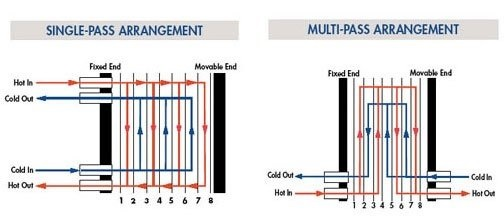 SINGLE-PASS ARRANGEMENT
Fixed End
Movable End
Hot In
Cold Out
Cold In
Hot Out
1 2 3 4 5 6 7 8
MULTI-PASS ARRANGEMENT
Fixed End
Movable End
Cold Out
Cold In
Hot In
Hot Out
1 2 3 4 5 6 7 8